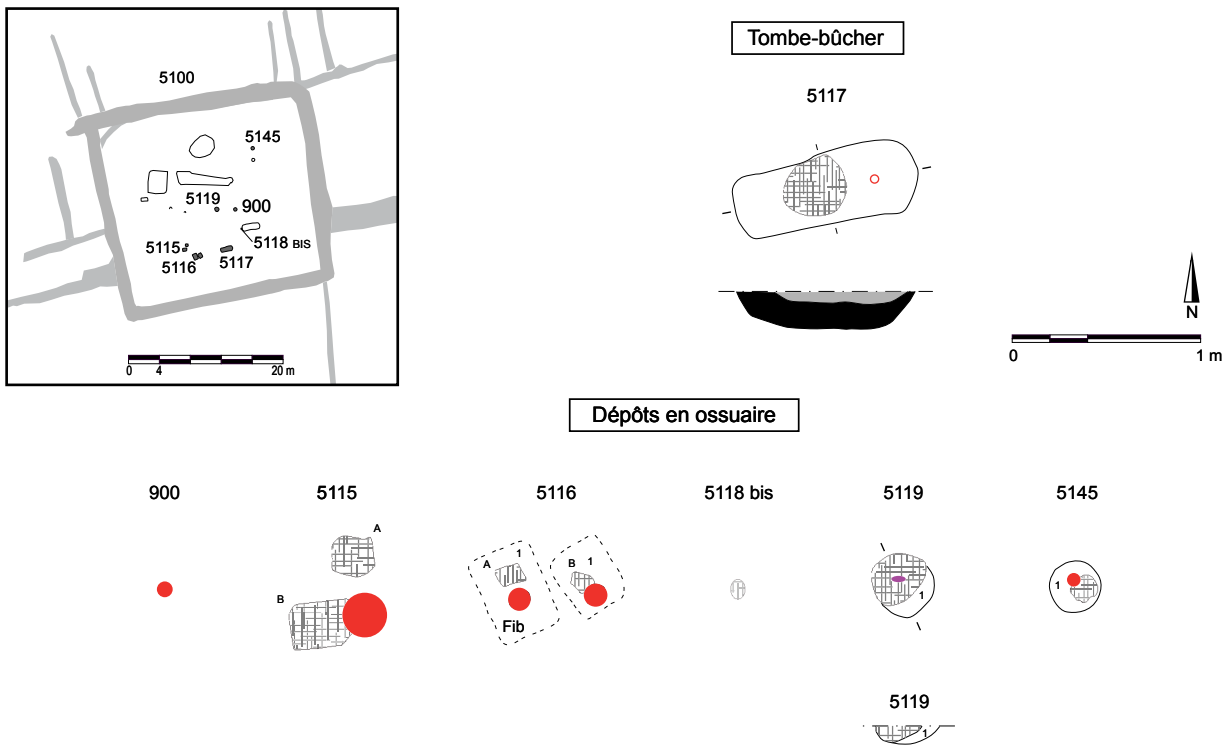 5100
5145
5119
900
5118 BIS
5115
5116
5117
0 4 20 m
Tombe-bûcher
5117
N
0 1 m
Dépôts en ossuaire
900
5115
5116
5118 bis
5119
5145
A
B
A 1
Fib
B 1
1
1
5119
1